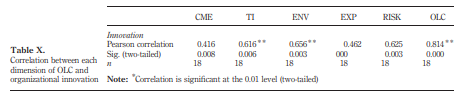 CME TI ENV EXP RISK OLC
Innovation
Pearson correlation 0.416 0.616** 0.656** 0.462 0.625 0.814**
Sig. (two-tailed) 0.008 0.006 0.003 000 0.003 0.000
n 18 18 18 18 18 18
Note: *Correlation is significant at the 0.01 level (two-tailed)
Table X.
Correlation between each
dimension of OLC and
organizational innovation